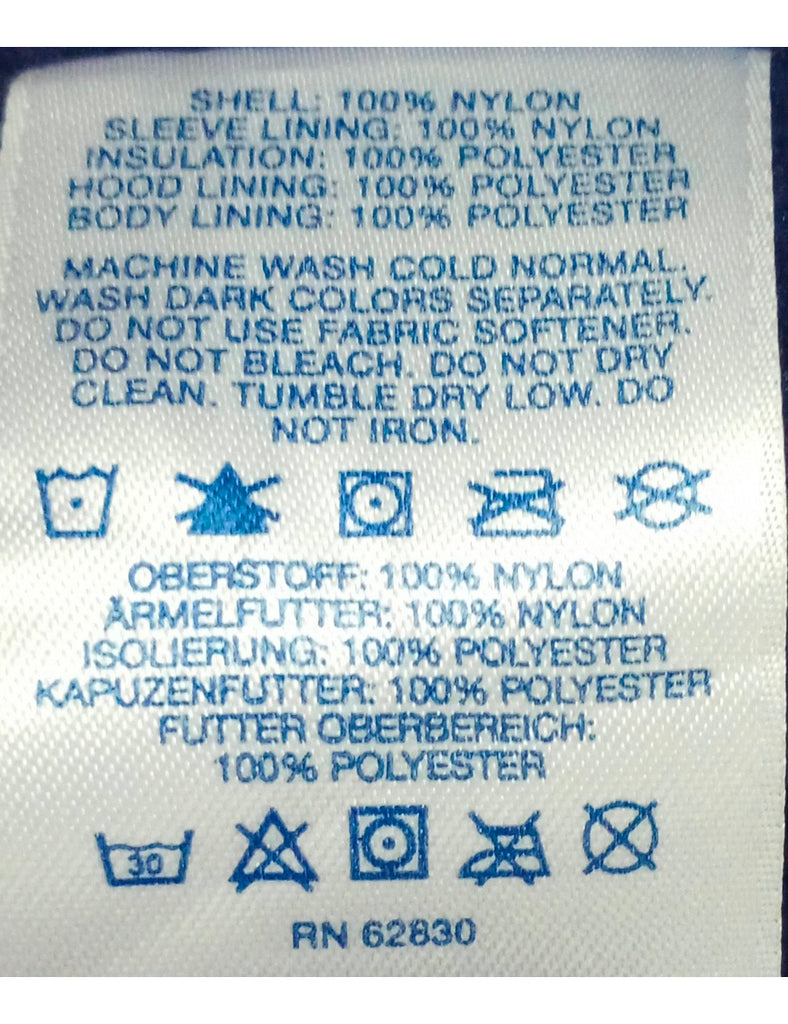 SHELL: 100% NYLON
SLEEVE LINING: 100% NYLON
INSULATION: 100% POLYESTER
HOOD LINING: 100% POLYESTER
BODY LINING: 100% POLYESTER
MACHINE WASH COLD NORMAL.
WASH DARK COLORS SEPARATELY.
DO NOT USE FABRIC SOFTENER.
DO NOT BLEACH. DO NOT DRY
CLEAN. TUMBLE DRY LOW. DO
NOT IRON.
OBERSTOFF: 100% NYLON
ÄRMELFUTTER: 100% NYLON
ISOLIERUNG: 100% POLYESTER
KAPUZENFUTTER: 100% POLYESTER
FUTTER OBERBEREICH:
100% POLYESTER
30
RN 62830